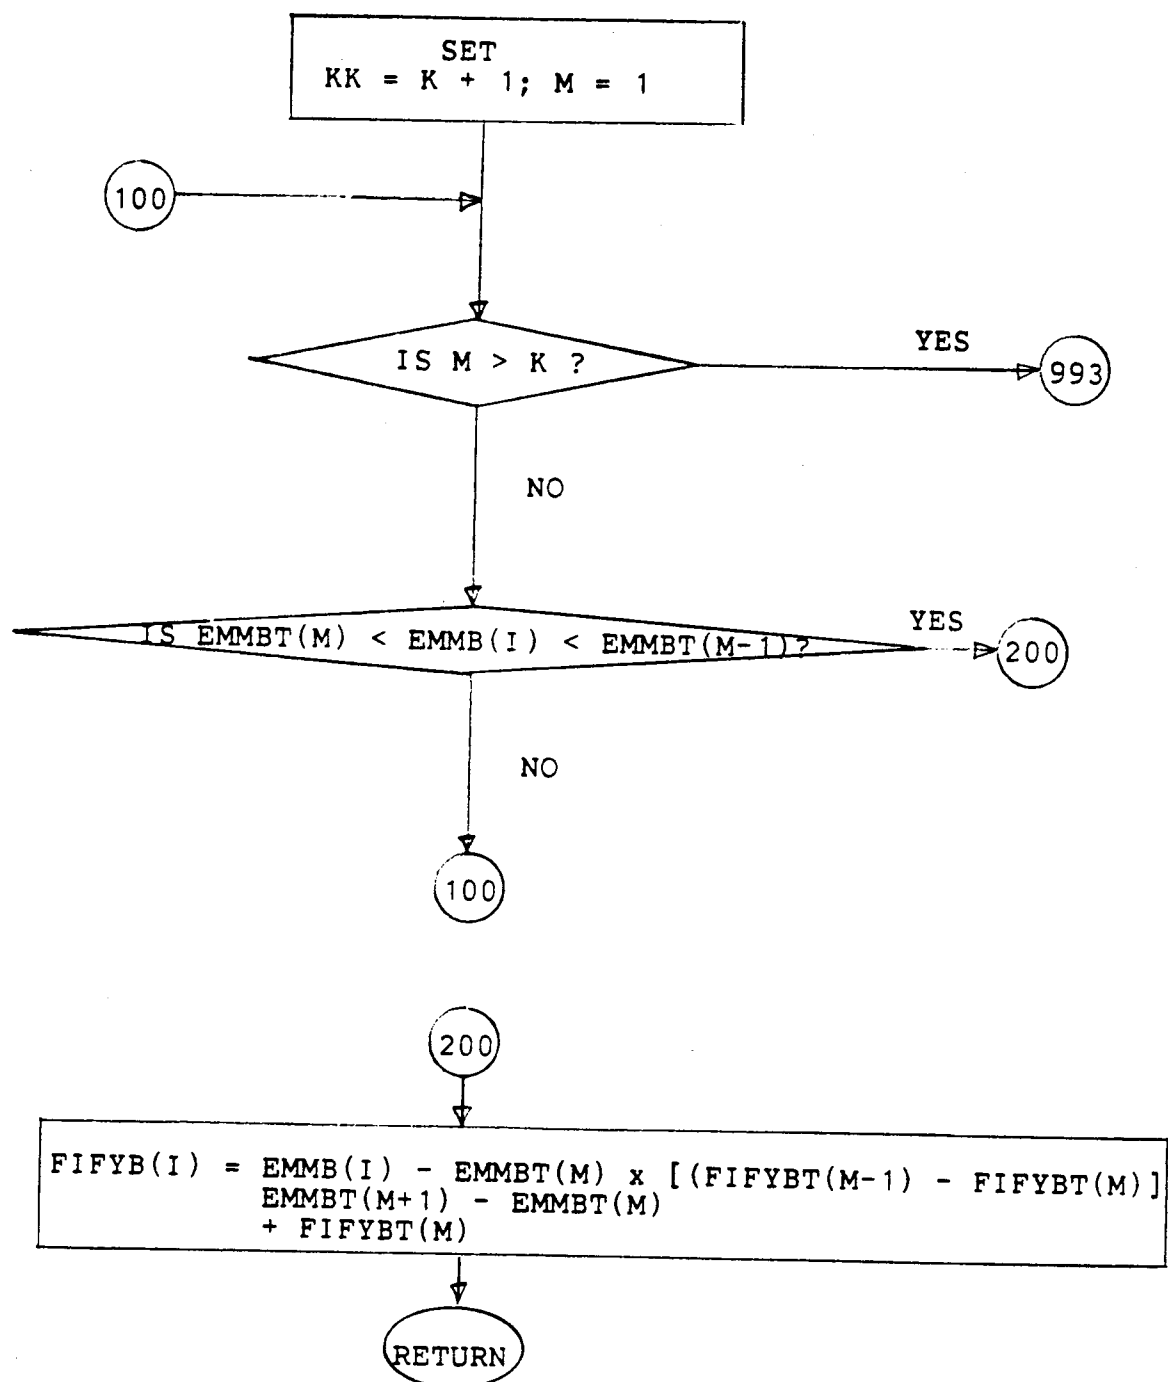 SET
KK = K + 1; M = 1
100
IS M > K ?
YES
993
NO
IS EMMBT(M) < EMMB(I) < EMMBT(M-1)?
YES
200
NO
100
200
FIFYB(I) = EMMB(I) - EMMBT(M) x [(FIFYBT(M-1) - FIFYBT(M)]
EMMBT(M+1) - EMMBT(M)
+ FIFYBT(M)
RETURN